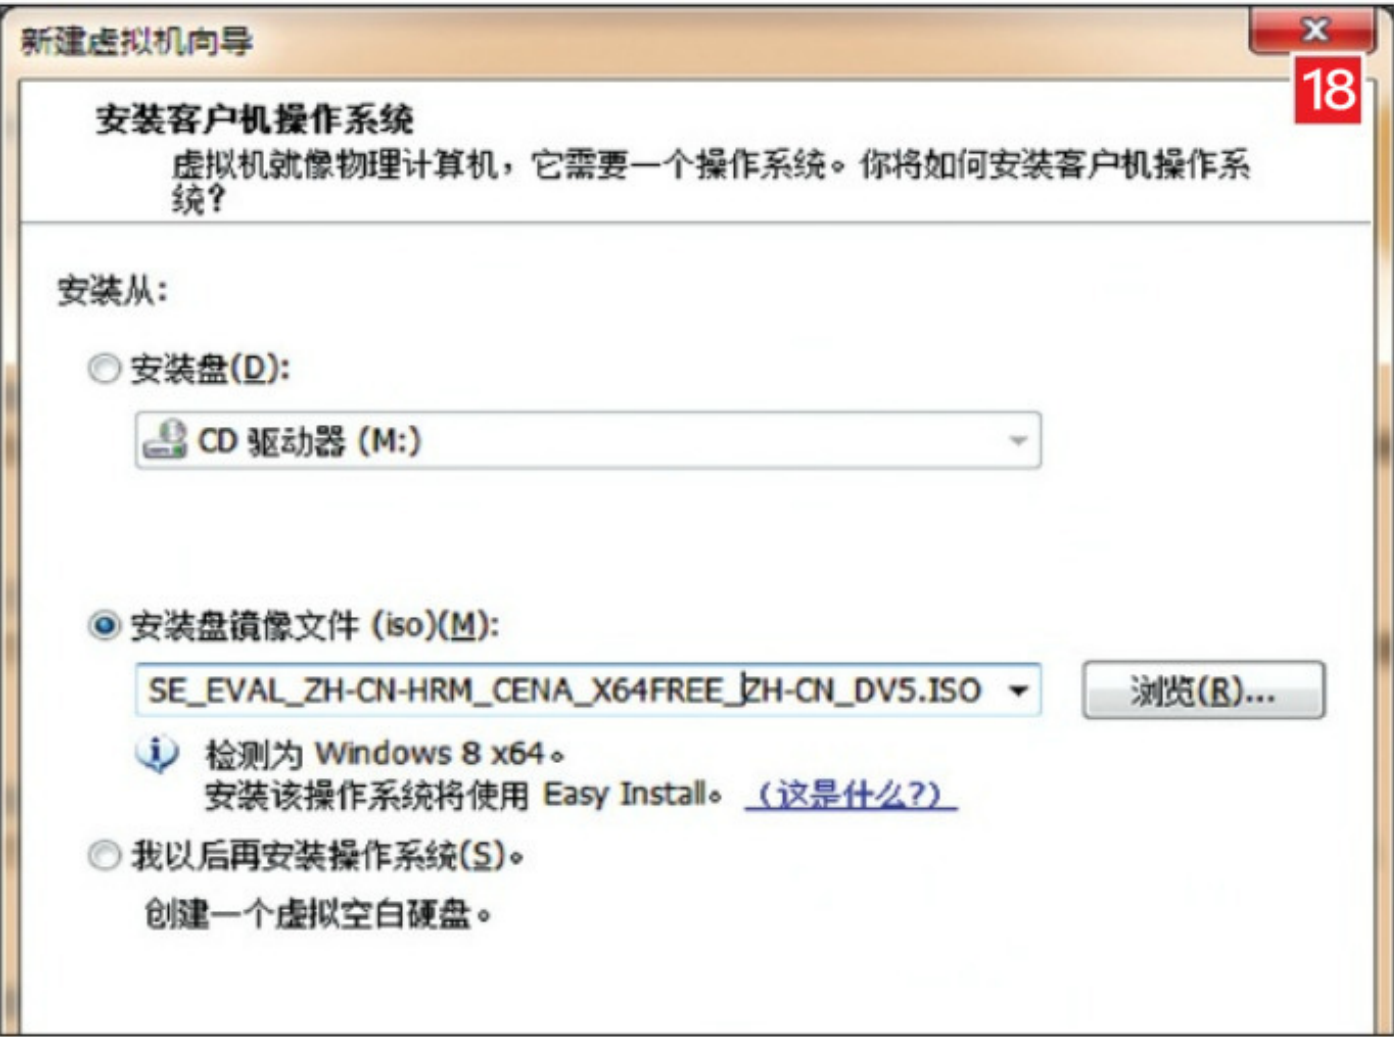 新建虚拟机向导
18
安装客户机操作系统
虚拟机就像物理计算机，它需要一个操作系统。你将如何安装客户机操作系
统？
安装从：
安装盘(D)：
CD 驱动器 (M:)
安装盘镜像文件 (iso)(M)：
SE_EVAL_ZH-CN-HRM_CENA_X64FREE_ZH-CN_DV5.ISO
浏览(R)...
检测为 Windows 8 x64。
安装该操作系统将使用 Easy Install。（这是什么?）
我以后再安装操作系统(S)。
创建一个虚拟空白硬盘。